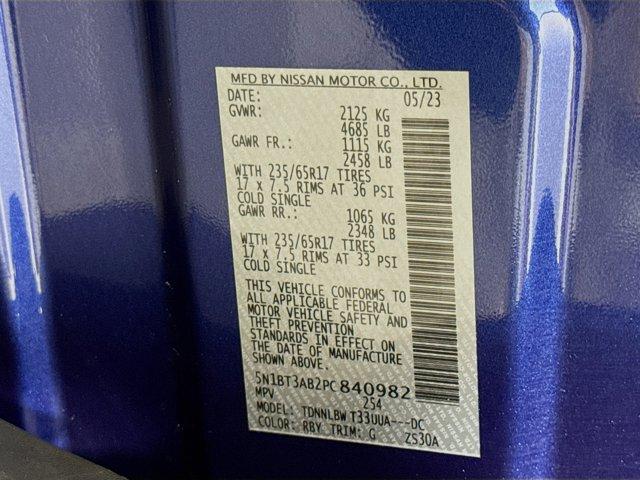 MFD BY NISSAN MOTOR CO., LTD.
DATE: 05/23
GVWR: 2125 KG
4685 LB
GAWR FR.: 1115 KG
2458 LB
WITH 235/65R17 TIRES
17 x 7.5 RIMS AT 36 PSI
COLD SINGLE
GAWR RR.: 1065 KG
2348 LB
WITH 235/65R17 TIRES
17 x 7.5 RIMS AT 33 PSI
COLD SINGLE
THIS VEHICLE CONFORMS TO
ALL APPLICABLE FEDERAL
MOTOR VEHICLE SAFETY AND
THEFT PREVENTION
STANDARDS IN EFFECT ON
THE DATE OF MANUFACTURE
SHOWN ABOVE.
5N1BT3AB2PC840982
MPV 254
MODEL: TDNNLBW T33UUA---DC
COLOR: RBY TRIM: G ZS30A